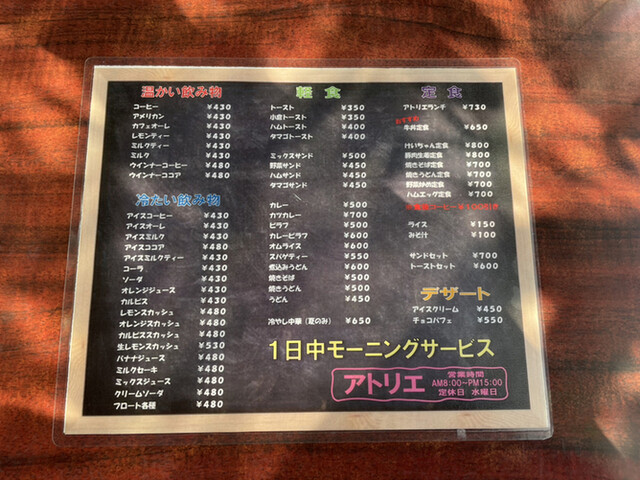 温かい飲み物
コーヒー ¥430
アメリカン ¥430
カフェオーレ ¥430
レモンティー ¥430
ミルクティー ¥430
ミルク ¥430
ウインナーコーヒー ¥480
ウインナーココア ¥480
冷たい飲み物
アイスコーヒー ¥430
アイスオーレ ¥430
アイスミルク ¥430
アイスココア ¥480
アイスミルクティー ¥430
コーラ ¥430
ソーダ ¥430
オレンジジュース ¥430
カルピス ¥430
レモンスカッシュ ¥480
オレンジスカッシュ ¥480
カルピススカッシュ ¥480
生レモンスカッシュ ¥530
バナナジュース ¥480
ミルクセーキ ¥480
ミックスジュース ¥480
クリームソーダ ¥480
フロート各種 ¥480
軽食
トースト ¥350
小倉トースト ¥350
ハムトースト ¥400
タマゴトースト ¥400
ミックスサンド ¥500
野菜サンド ¥450
ハムサンド ¥450
タマゴサンド ¥450
カレー ¥500
カツカレー ¥700
ピラフ ¥500
カレーピラフ ¥600
オムライス ¥600
スパゲティー ¥550
煮込みうどん ¥600
焼きそば ¥500
焼きうどん ¥500
うどん ¥450
冷やし中華(夏のみ) ¥650
定食
アトリエランチ ¥730
おすすめ
牛丼定食 ¥650
けいちゃん定食 ¥800
豚肉生姜定食 ¥800
焼きそば定食 ¥700
焼きうどん定食 ¥700
野菜炒め定食 ¥700
ハムエッグ定食 ¥700
ライス ¥150
みそ汁 ¥100
サンドセット ¥700
トーストセット ¥600
デザート
アイスクリーム ¥450
チョコパフェ ¥550
1日中モーニングサービス
アトリエ
営業時間
AM8:00~PM15:00
定休日 水曜日